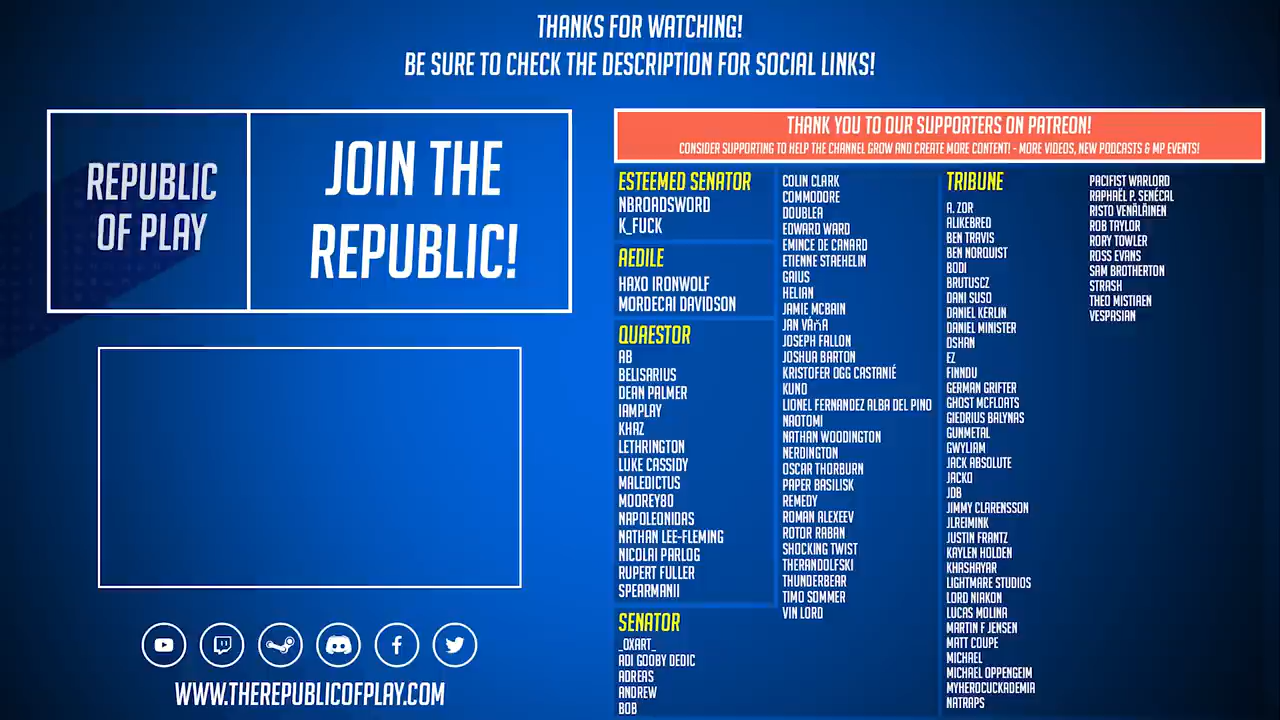 THANKS FOR WATCHING!
BE SURE TO CHECK THE DESCRIPTION FOR SOCIAL LINKS!
REPUBLIC
OF PLAY
JOIN THE
REPUBLIC!
WWW.THEREPUBLICOFPLAY.COM
THANK YOU TO OUR SUPPORTERS ON PATREON!
CONSIDER SUPPORTING TO HELP THE CHANNEL GROW AND CREATE MORE CONTENT! - MORE VIDEOS, NEW PODCASTS & MP EVENTS!
ESTEEMED SENATOR
NBROADSWORD
K_FUCK
AEDILE
HAXO IRONWOLF
MORDECAI DAVIDSON
QUAESTOR
AB
BELISARIUS
DEAN PALMER
IAMPLAY
KHAZ
LETHRINGTON
LUKE CASSIDY
MALEDICTUS
MOOREY80
NAPOLEONIDAS
NATHAN LEE-FLEMING
NICOLAI PARLOG
RUPERT FULLER
SPEARMANII
SENATOR
_OXART_
ADI GOOBY DEDIC
ADREAS
ANDREW
BOB
COLIN CLARK
COMMODORE
DOUBLEA
EDWARD WARD
EMINCE DE CANARD
ETIENNE STAEHELIN
GAIUS
HELIAN
JAMIE MCBAIN
JAN VÁňA
JOSEPH FALLON
JOSHUA BARTON
KRISTOFER OGG CASTANIÉ
KUNO
LIONEL FERNANDEZ ALBA DEL PINO
NAOTOMI
NATHAN WOODINGTON
NERDINGTON
OSCAR THORBURN
PAPER BASILISK
REMEDY
ROMAN ALEXEEV
ROTOR RABAN
SHOCKING TWIST
THERANDOLFSKI
THUNDERBEAR
TIMO SOMMER
VIN LORD
TRIBUNE
A. ZOR
ALIKEBRED
BEN TRAVIS
BEN NORQUIST
BODI
BRUTUSCZ
DANI SUSO
DANIEL KERLIN
DANIEL MINISTER
DSHAN
EZ
FINNDU
GERMAN GRIFTER
GHOST MCFLOATS
GIEDRIUS BALYNAS
GUNMETAL
GWYLIAM
JACK ABSOLUTE
JACKO
JDB
JIMMY CLARENSSON
JLREIMINK
JUSTIN FRANTZ
KAYLEN HOLDEN
KHASHAYAR
LIGHTMARE STUDIOS
LORD NIAKON
LUCAS MOLINA
MARTIN F JENSEN
MATT COUPE
MICHAEL
MICHAEL OPPENGEIM
MYHEROCUCKADEMIA
NATRAPS
PACIFIST WARLORD
RAPHAËL P. SENÉCAL
RISTO VENÄLÄINEN
ROB TAYLOR
RORY TOWLER
ROSS EVANS
SAM BROTHERTON
STRASH
THEO MISTIAEN
VESPASIAN